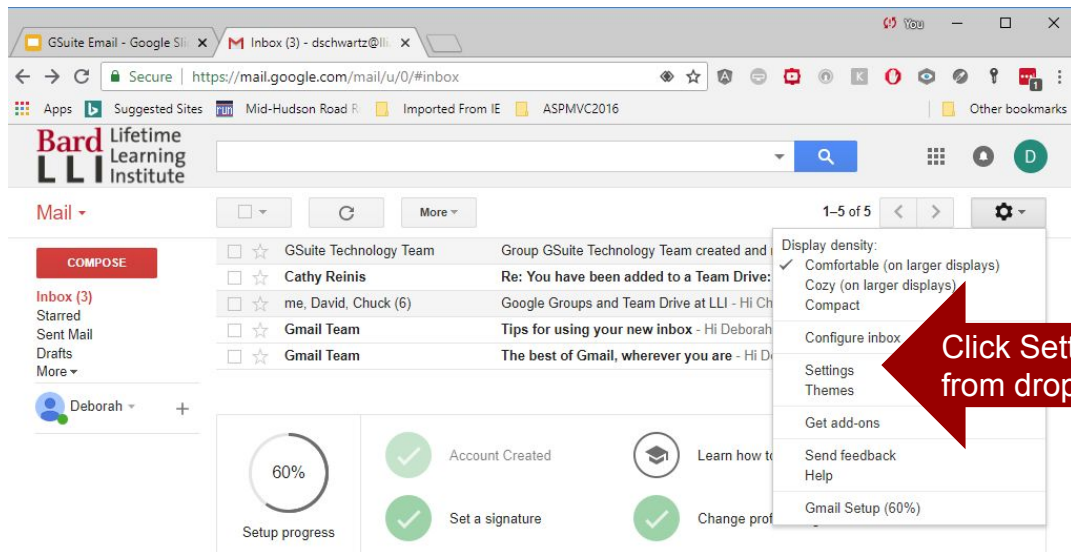 You
GSuite Email - Google Sli
Inbox (3) - dschwartz@lli
Secure | https://mail.google.com/mail/u/0/#inbox
Apps Suggested Sites Mid-Hudson Road R Imported From IE ASPMVC2016 Other bookmarks
Bard Lifetime
LLI Learning
Institute
D
Mail More 1–5 of 5
COMPOSE
Inbox (3)
Starred
Sent Mail
Drafts
More
Deborah +
GSuite Technology Team Group GSuite Technology Team created and
Cathy Reinis Re: You have been added to a Team Drive:
me, David, Chuck (6) Google Groups and Team Drive at LLI - Hi Ch
Gmail Team Tips for using your new inbox - Hi Deborah
Gmail Team The best of Gmail, wherever you are - Hi D
Display density:
Comfortable (on larger displays)
Cozy (on larger displays)
Compact
Configure inbox
Settings
Themes
Get add-ons
Send feedback
Help
Gmail Setup (60%)
Click Sett
from drop
60%
Setup progress
Account Created
Learn how to
Set a signature
Change prof